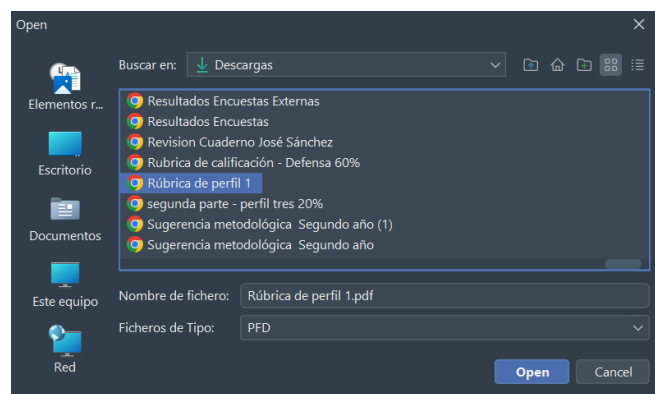 Open
Buscar en: Descargas
Elementos r...
Escritorio
Documentos
Este equipo
Red
Resultados Encuestas Externas
Resultados Encuestas
Revision Cuaderno José Sánchez
Rubrica de calificación - Defensa 60%
Rúbrica de perfil 1
segunda parte - perfil tres 20%
Sugerencia metodológica Segundo año (1)
Sugerencia metodológica Segundo año
Nombre de fichero: Rúbrica de perfil 1.pdf
Ficheros de Tipo: PFD
Open Cancel